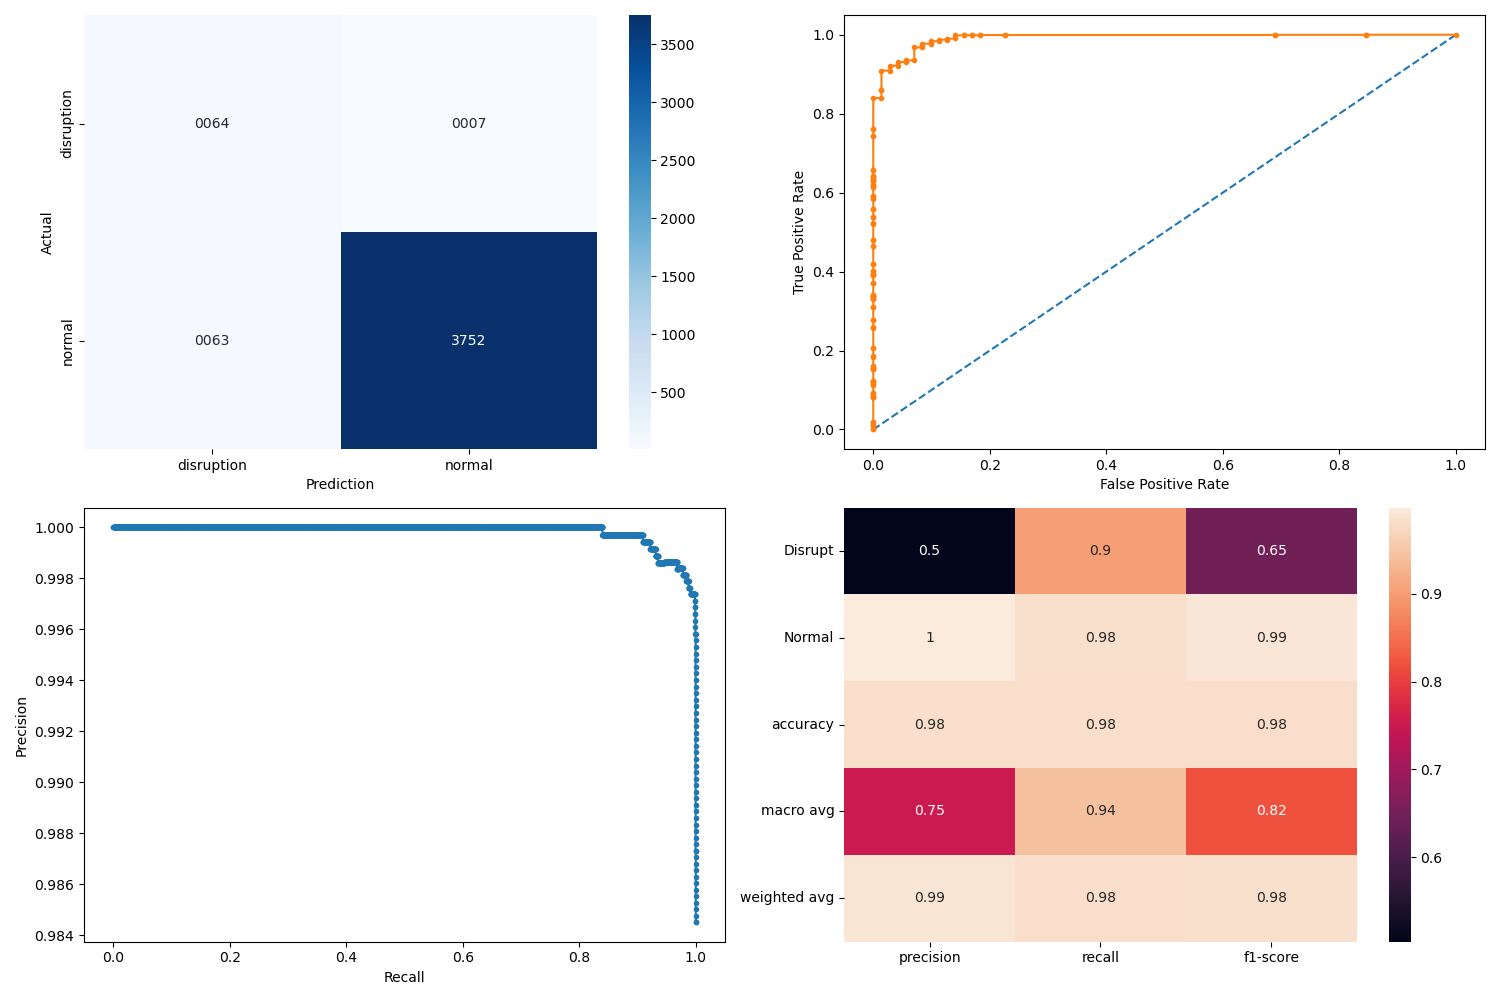 disruption
normal
Actual
0064
0007
0063
3752
disruption
normal
Prediction
3500
3000
2500
2000
1500
1000
500
True Positive Rate
1.0
0.8
0.6
0.4
0.2
0.0
0.0
0.2
0.4
0.6
0.8
1.0
False Positive Rate
Precision
1.000
0.998
0.996
0.994
0.992
0.990
0.988
0.986
0.984
0.0
0.2
0.4
0.6
0.8
1.0
Recall
Disrupt 0.5 0.9 0.65
Normal 1 0.98 0.99
accuracy 0.98 0.98 0.98
macro avg 0.75 0.94 0.82
weighted avg 0.99 0.98 0.98
precision recall f1-score
0.9
0.8
0.7
0.6